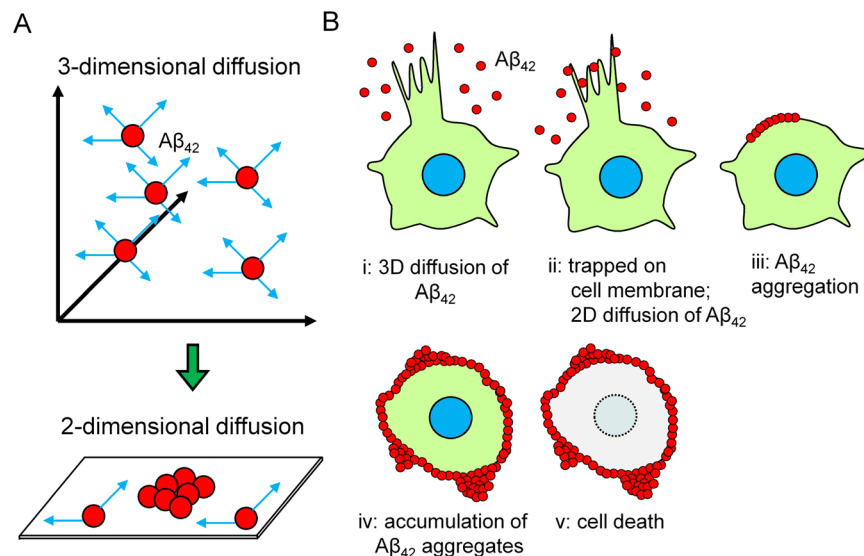 A
3-dimensional diffusion
Aβ₄₂
2-dimensional diffusion
B
Aβ₄₂
i: 3D diffusion of
Aβ₄₂
ii: trapped on
cell membrane;
2D diffusion of Aβ₄₂
iii: Aβ₄₂
aggregation
iv: accumulation of
Aβ₄₂ aggregates
v: cell death